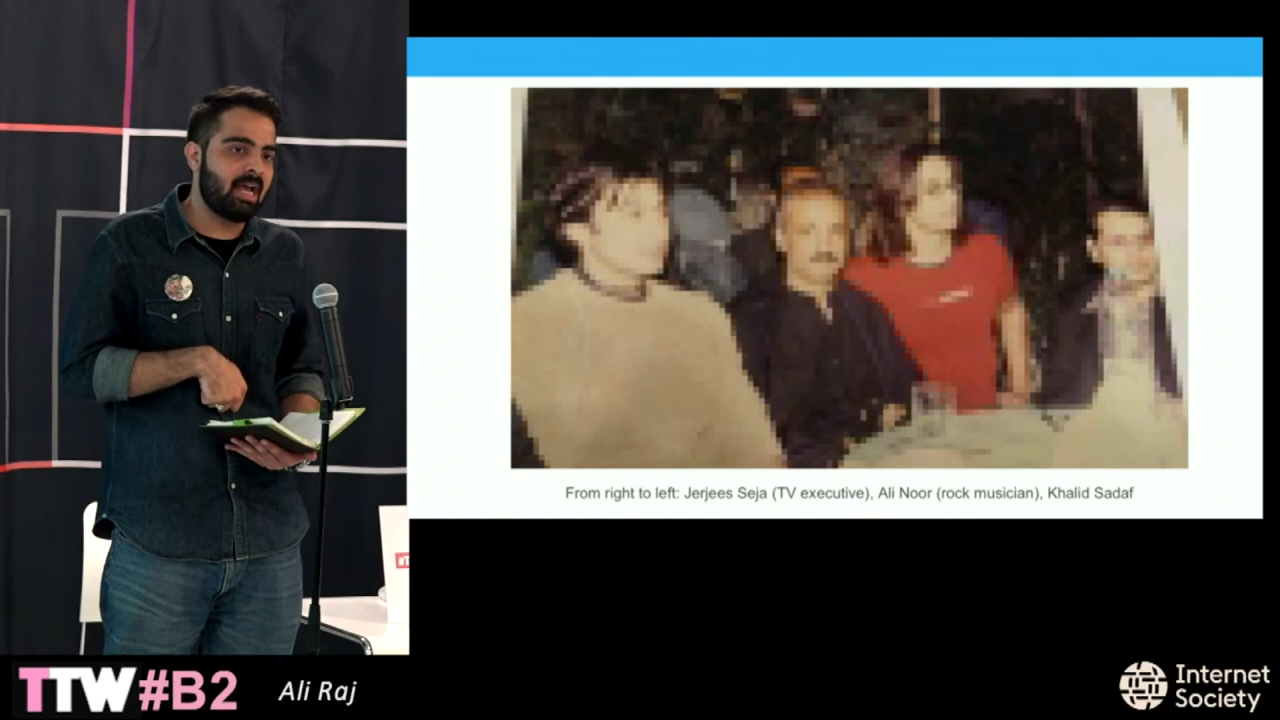 From right to left: Jerjees Seja (TV executive), Ali Noor (rock musician), Khalid Sadaf
TTW#B2
Ali Raj
Internet
Society